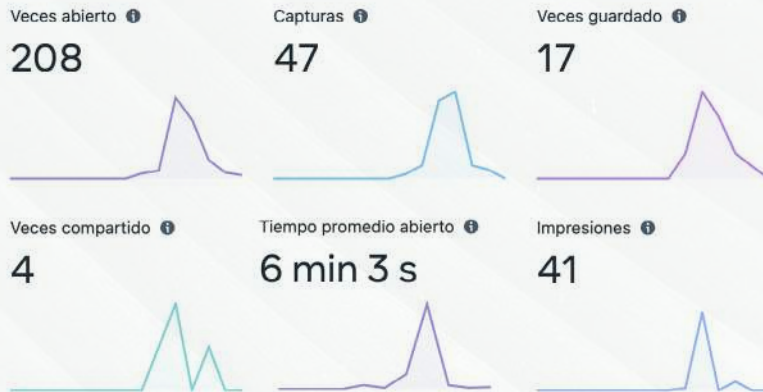 Veces abierto
Capturas
Veces guardado
208
47
17
Veces compartido
Tiempo promedio abierto
Impresiones
4
6 min 3 s
41